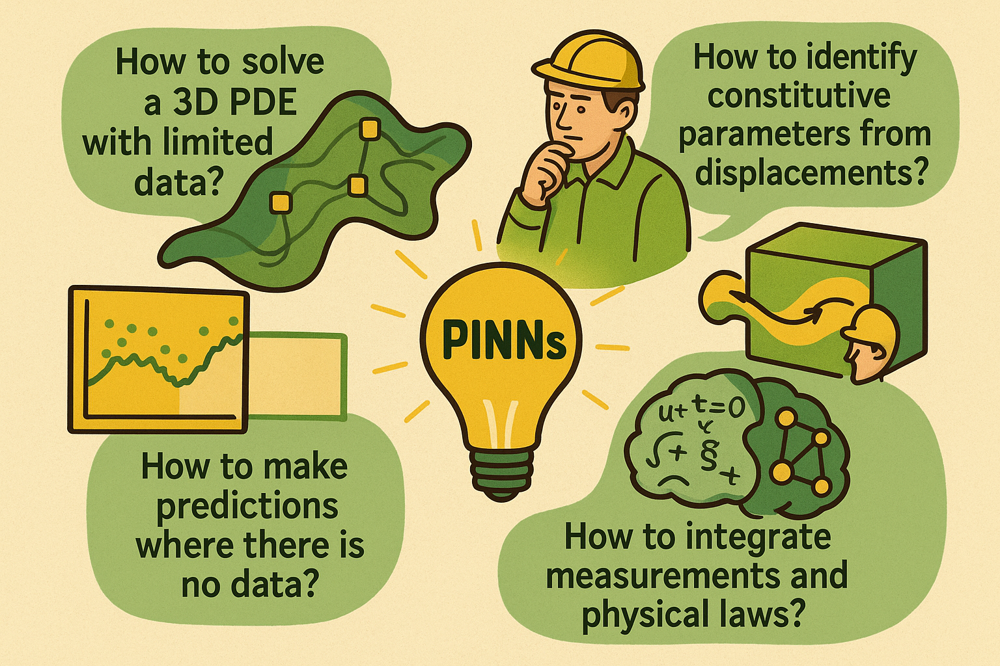 How to solve
a 3D PDE
with limited
data?
How to identify
constitutive
parameters from
displacements?
PINNs
How to make
predictions
where there is
no data?
u+t=0
∫+§
t
How to integrate
measurements and
physical laws?